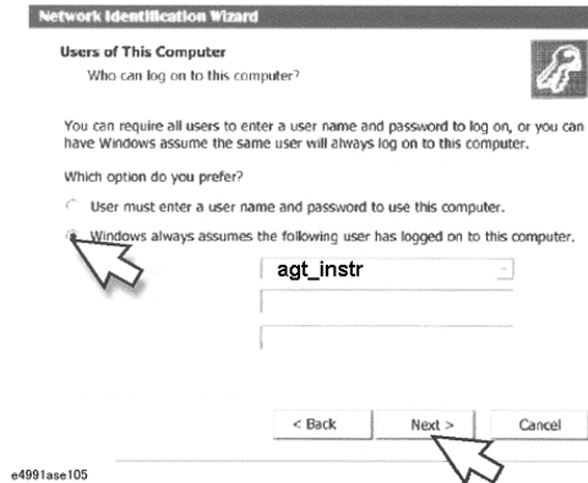 Network Identification Wizard
Users of This Computer
Who can log on to this computer?
You can require all users to enter a user name and password to log on, or you can
have Windows assume the same user will always log on to this computer.
Which option do you prefer?
User must enter a user name and password to use this computer.
Windows always assumes the following user has logged on to this computer.
agt_instr
< Back Next > Cancel
e4991ase105